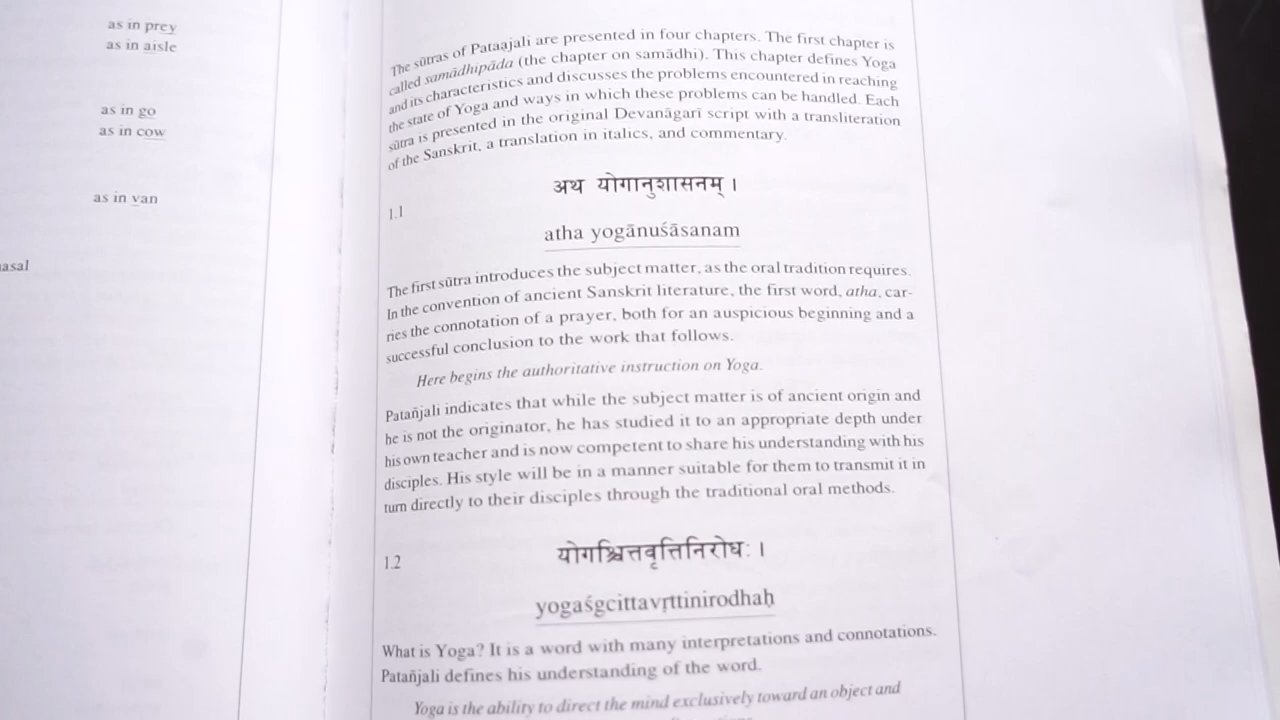 as in prey
as in aisle
as in go
as in cow
as in van
asal
The sūtras of Pataajali are presented in four chapters. The first chapter is
called samādhipāda (the chapter on samādhi). This chapter defines Yoga
and its characteristics and discusses the problems encountered in reaching
the state of Yoga and ways in which these problems can be handled. Each
sūtra is presented in the original Devanāgarī script with a transliteration
of the Sanskrit, a translation in italics, and commentary.
अथ योगानुशासनम् ।
1.1
atha yogānuśāsanam
The first sūtra introduces the subject matter, as the oral tradition requires.
In the convention of ancient Sanskrit literature, the first word, atha, car-
ries the connotation of a prayer, both for an auspicious beginning and a
successful conclusion to the work that follows.
Here begins the authoritative instruction on Yoga.
Patañjali indicates that while the subject matter is of ancient origin and
he is not the originator, he has studied it to an appropriate depth under
his own teacher and is now competent to share his understanding with his
disciples. His style will be in a manner suitable for them to transmit it in
turn directly to their disciples through the traditional oral methods.
1.2 योगश्चित्तवृत्तिनिरोधः ।
yogaśgcittavṛttinirodhaḥ
What is Yoga? It is a word with many interpretations and connotations.
Patañjali defines his understanding of the word.
Yoga is the ability to direct the mind exclusively toward an object and